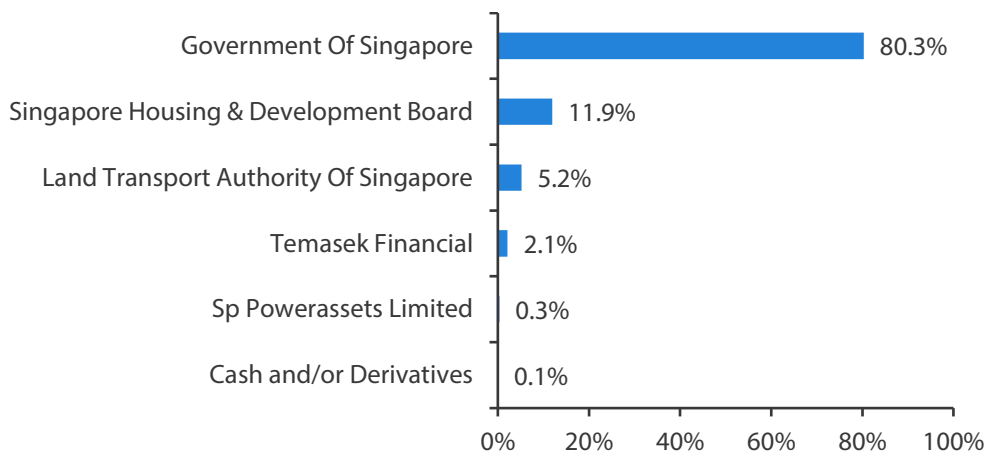 Government Of Singapore 80.3%
Singapore Housing & Development Board 11.9%
Land Transport Authority Of Singapore 5.2%
Temasek Financial 2.1%
Sp Powerassets Limited 0.3%
Cash and/or Derivatives 0.1%
0% 20% 40% 60% 80% 100%